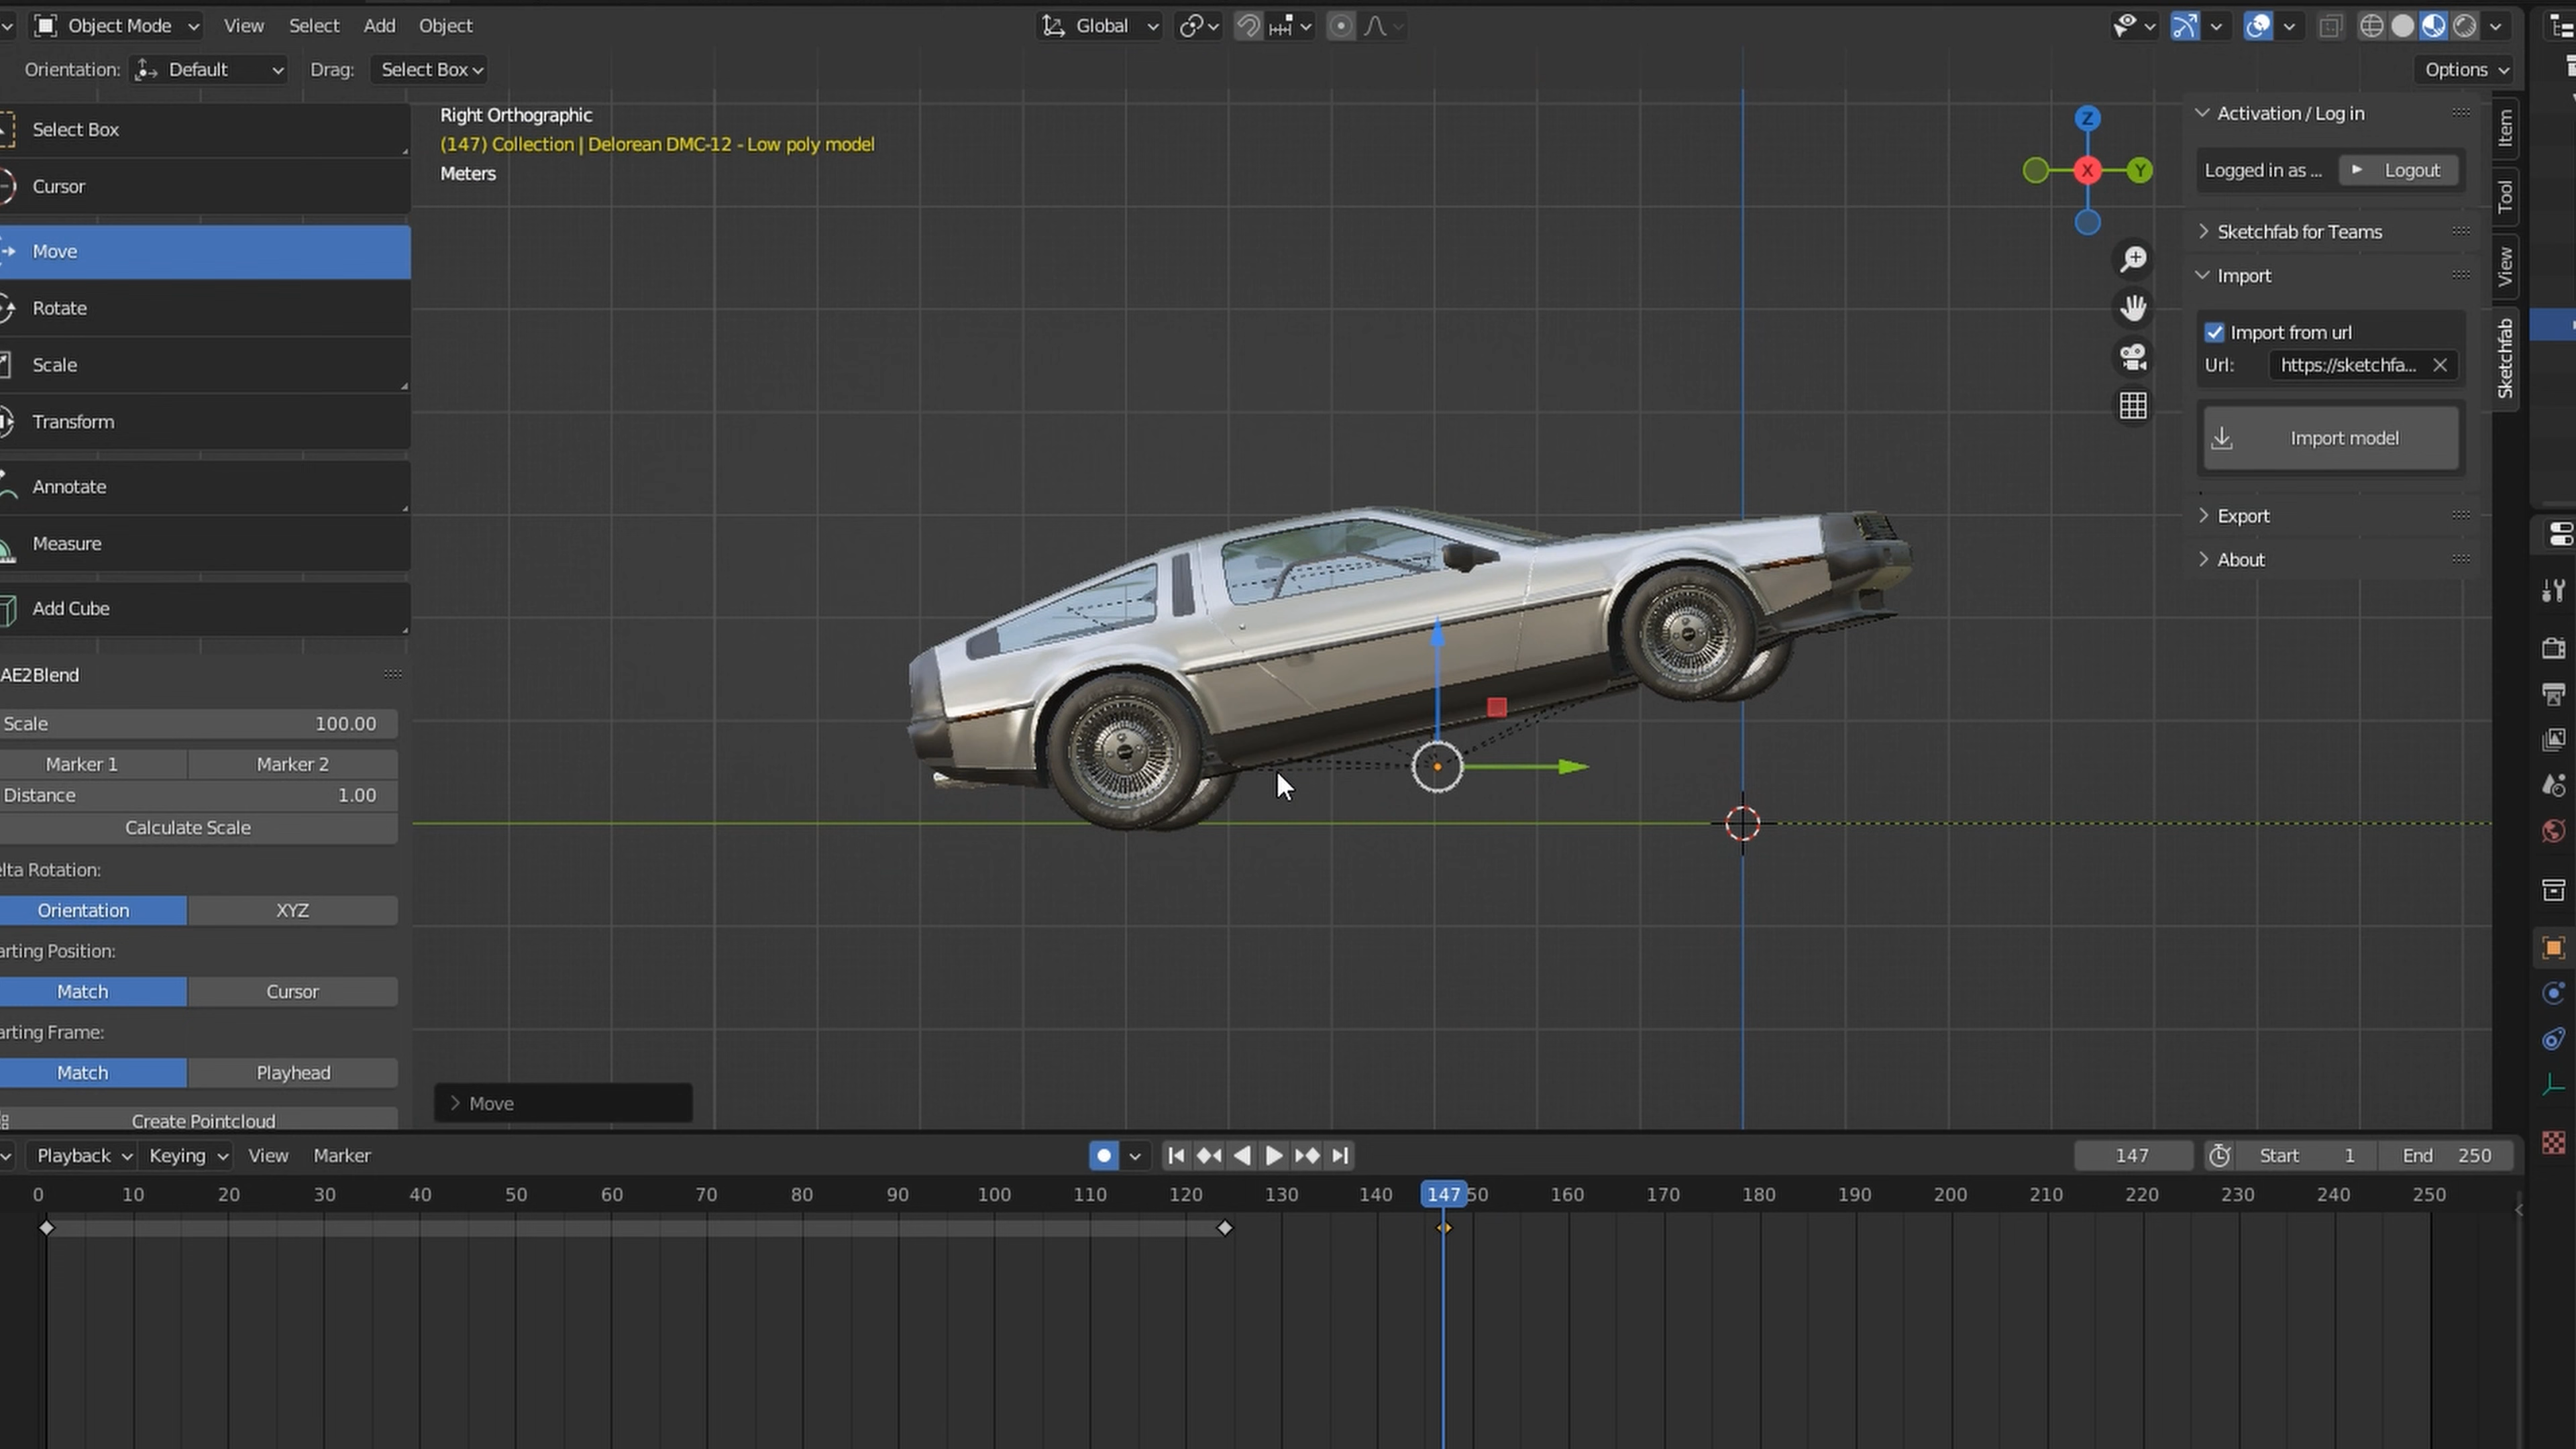 Object Mode View Select Add Object Global
Orientation: Default Drag: Select Box Options
Select Box
Cursor
Move
Rotate
Scale
Transform
Annotate
Measure
Add Cube
AE2Blend
Scale 100.00
Marker 1 Marker 2
Distance 1.00
Calculate Scale
lta Rotation:
Orientation XYZ
arting Position:
Match Cursor
arting Frame:
Match Playhead
Create Pointcloud
Right Orthographic
(147) Collection | Delorean DMC-12 - Low poly model
Meters
Z
X
Y
Move
Activation / Log in
Logged in as ... Logout
Sketchfab for Teams
Import
Import from url
Url: https://sketchfa...
Import model
Export
About
Item
Tool
View
Sketchfab
Playback Keying View Marker 147 Start 1 End 250
0 10 20 30 40 50 60 70 80 90 100 110 120 130 140 147 50 160 170 180 190 200 210 220 230 240 250